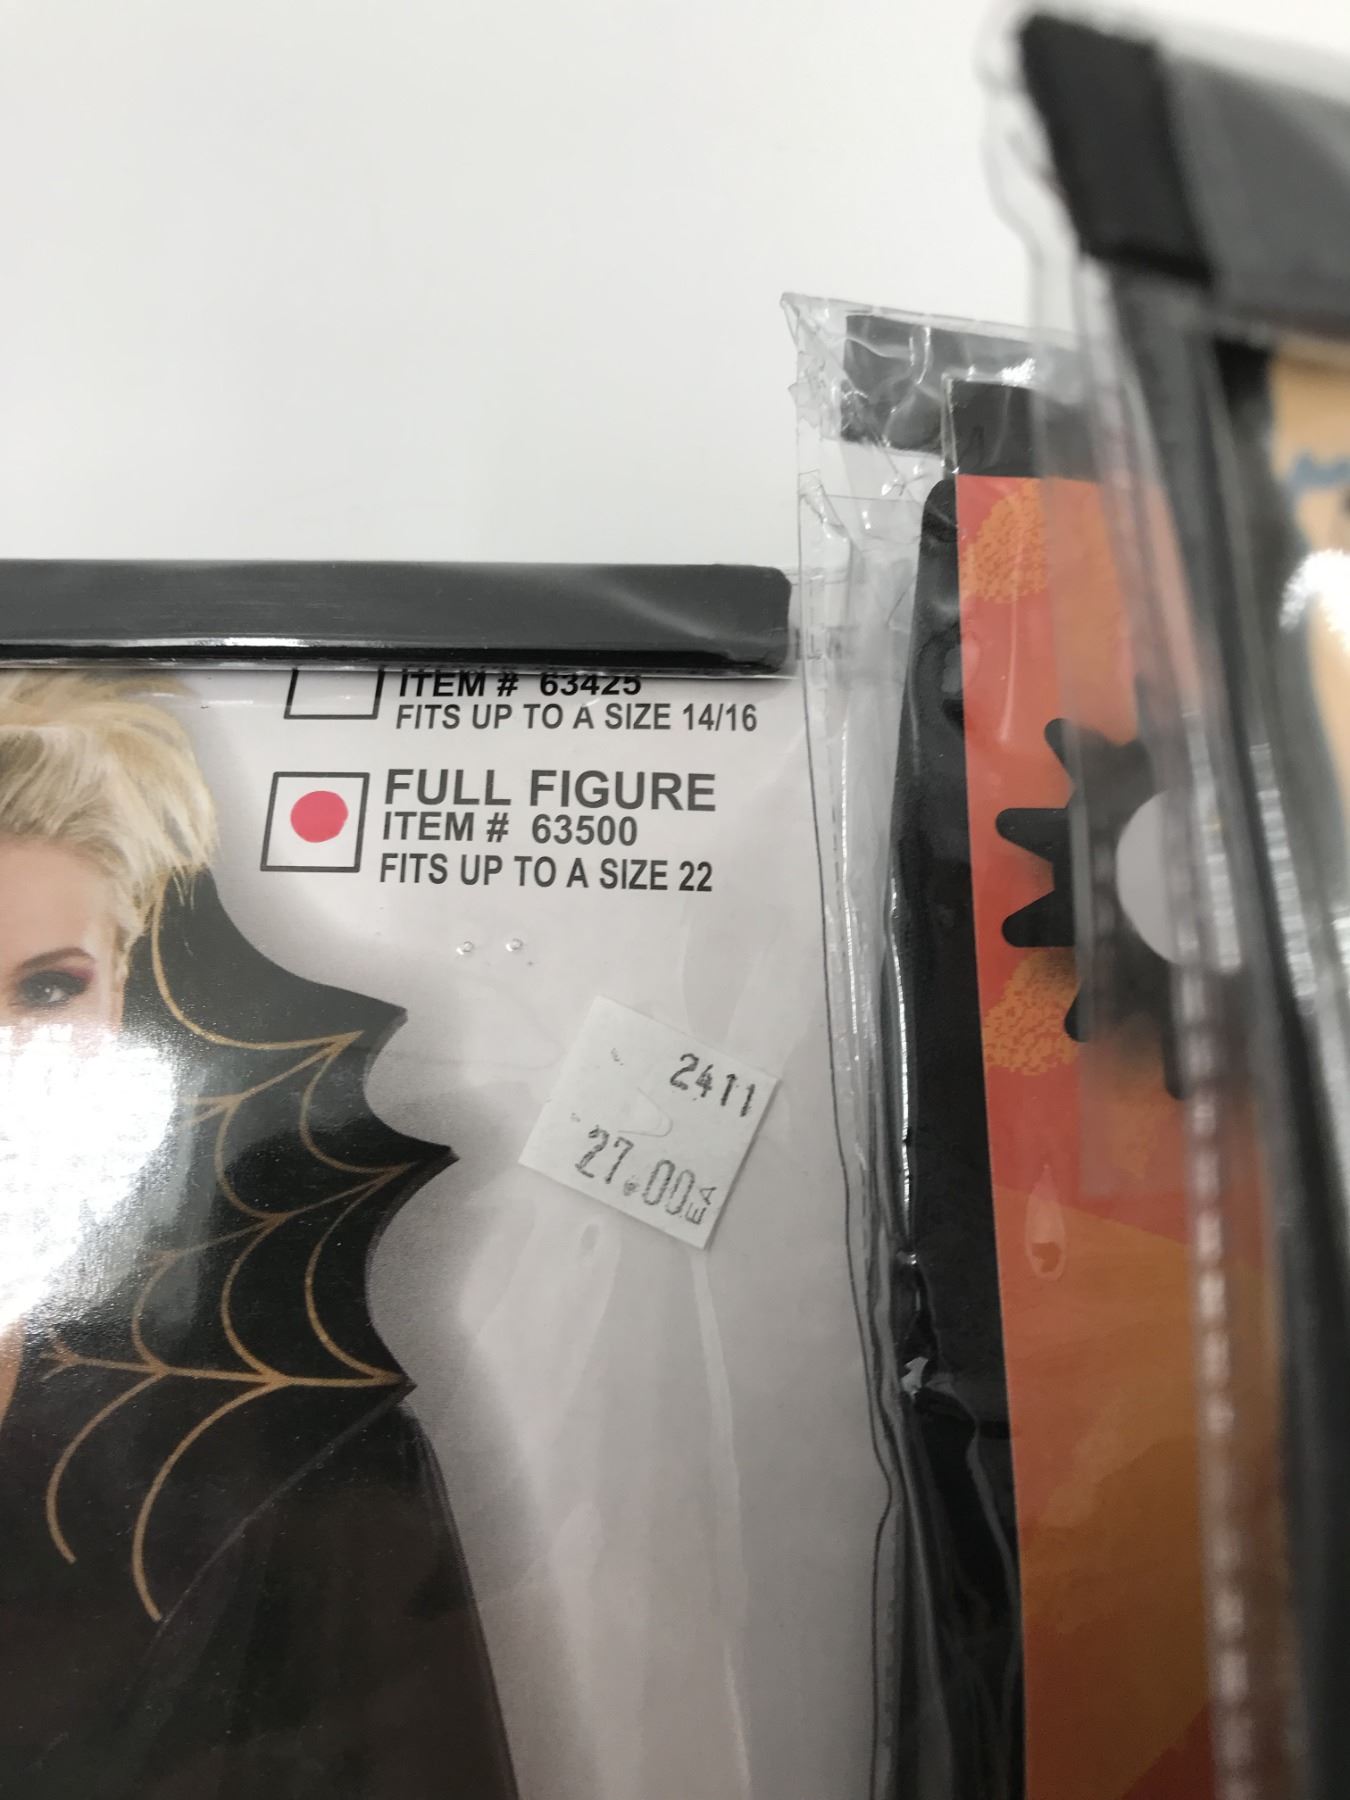 ITEM # 63425
FITS UP TO A SIZE 14/16
FULL FIGURE
ITEM # 63500
FITS UP TO A SIZE 22
2411
27.00EA